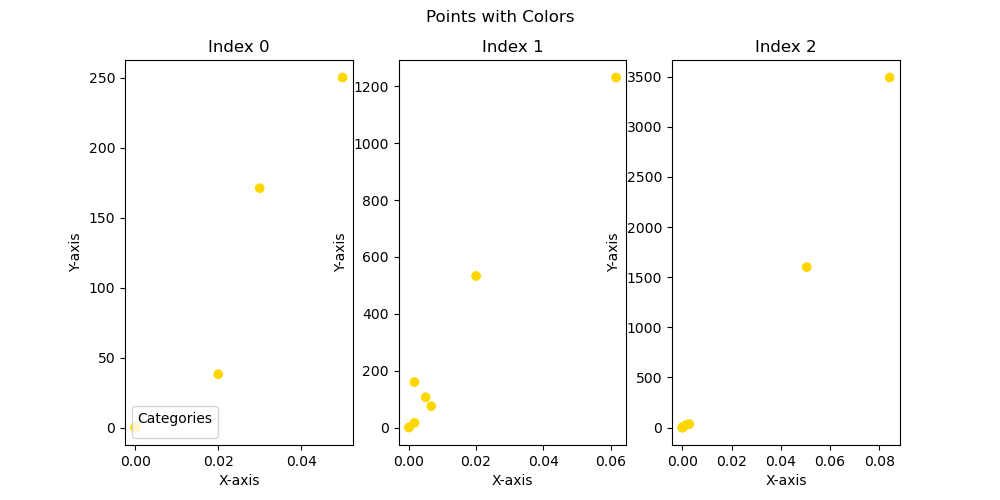 Points with Colors
Index 0
Y-axis
250
200
150
100
50
0
Categories
0.00 0.02 0.04
X-axis
Index 1
Y-axis
1200
1000
800
600
400
200
0
0.00 0.02 0.04 0.06
X-axis
Index 2
Y-axis
3500
3000
2500
2000
1500
1000
500
0
0.00 0.02 0.04 0.06 0.08
X-axis